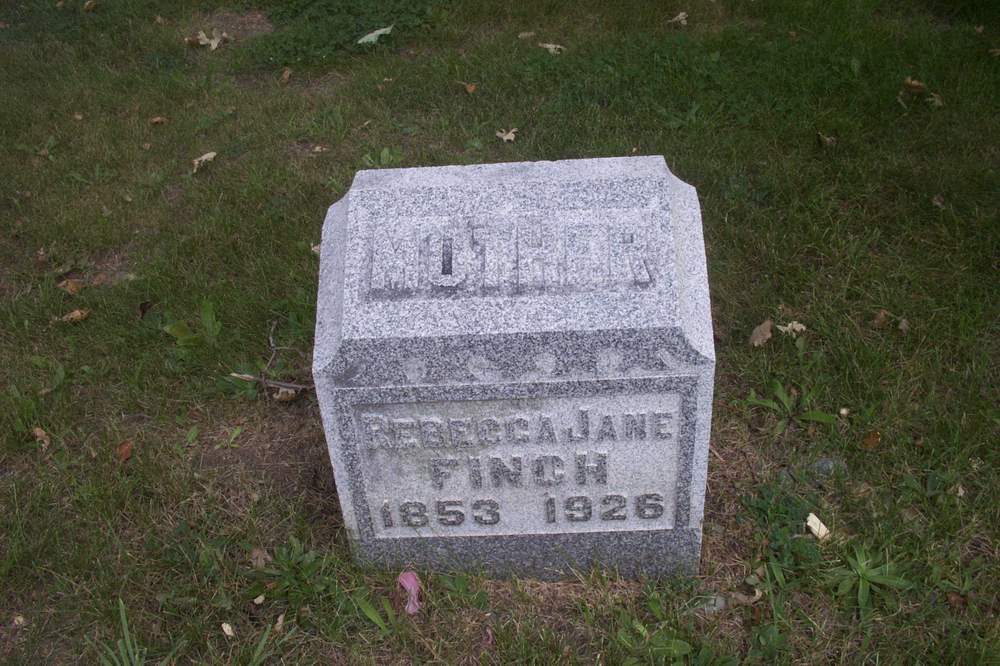 MOTHER
REBECCA JANE
FINCH
1853 1926